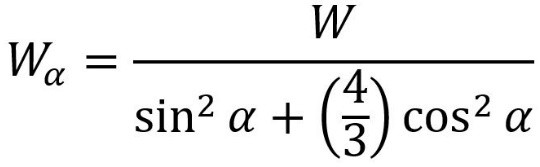 W_α = W / (sin² α + (4/3) cos² α)